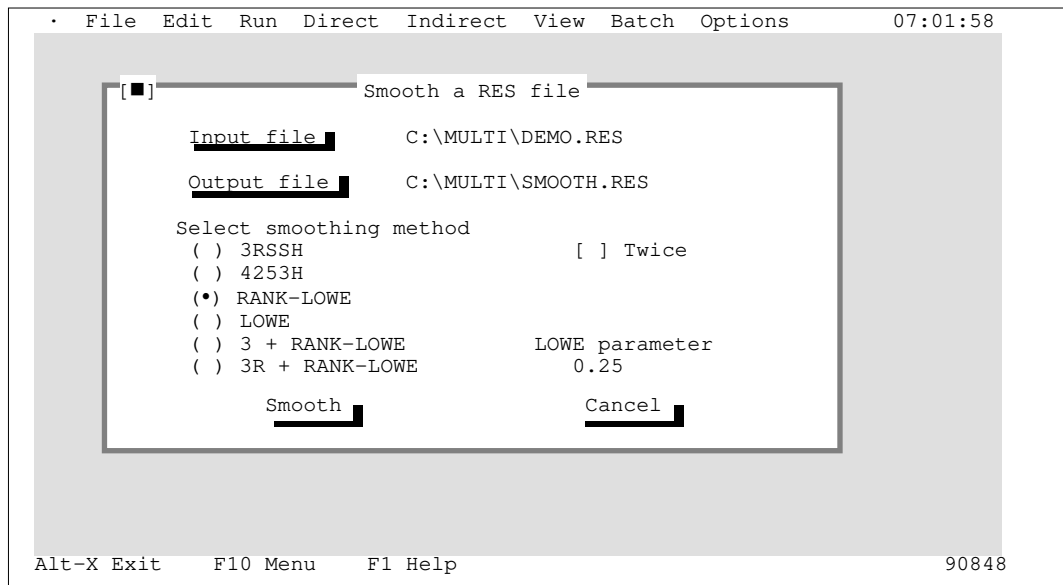 · File Edit Run Direct Indirect View Batch Options 07:01:58
[■] Smooth a RES file
Input file C:\MULTI\DEMO.RES
Output file C:\MULTI\SMOOTH.RES
Select smoothing method
( ) 3RSSH [ ] Twice
( ) 4253H
(•) RANK-LOWE
( ) LOWE
( ) 3 + RANK-LOWE LOWE parameter
( ) 3R + RANK-LOWE 0.25
Smooth Cancel
Alt-X Exit F10 Menu F1 Help 90848